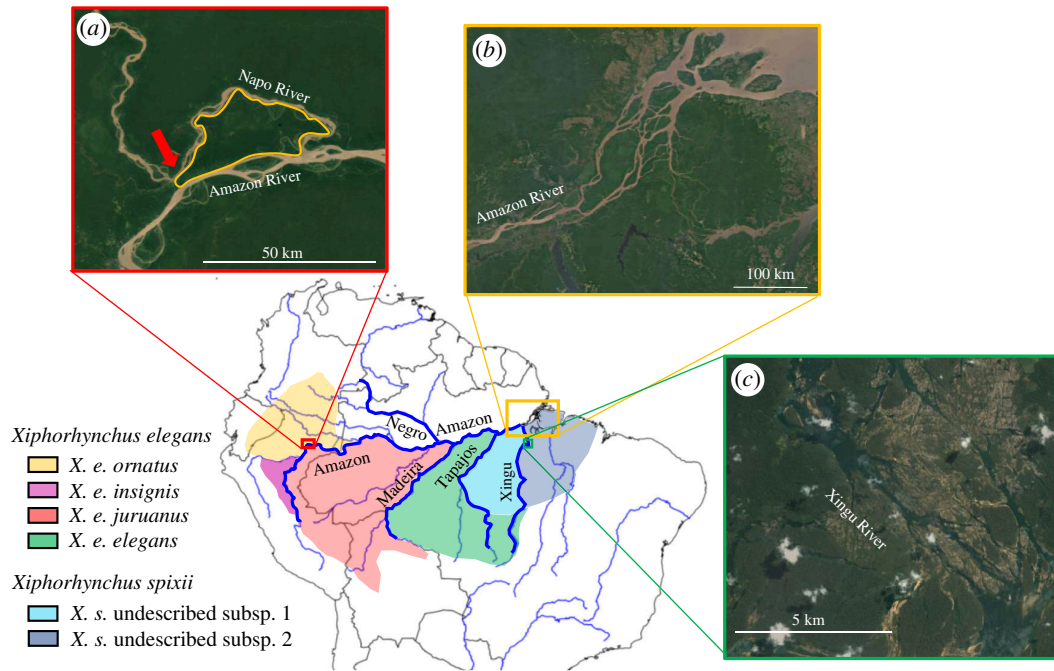 (a)
Napo River
Amazon River
50 km
(b)
Amazon River
100 km
(c)
Xingu River
5 km
Negro
Amazon
Amazon
Madeira
Tapajos
Xingu
Xiphorhynchus elegans
X. e. ornatus
X. e. insignis
X. e. juruanus
X. e. elegans
Xiphorhynchus spixii
X. s. undescribed subsp. 1
X. s. undescribed subsp. 2